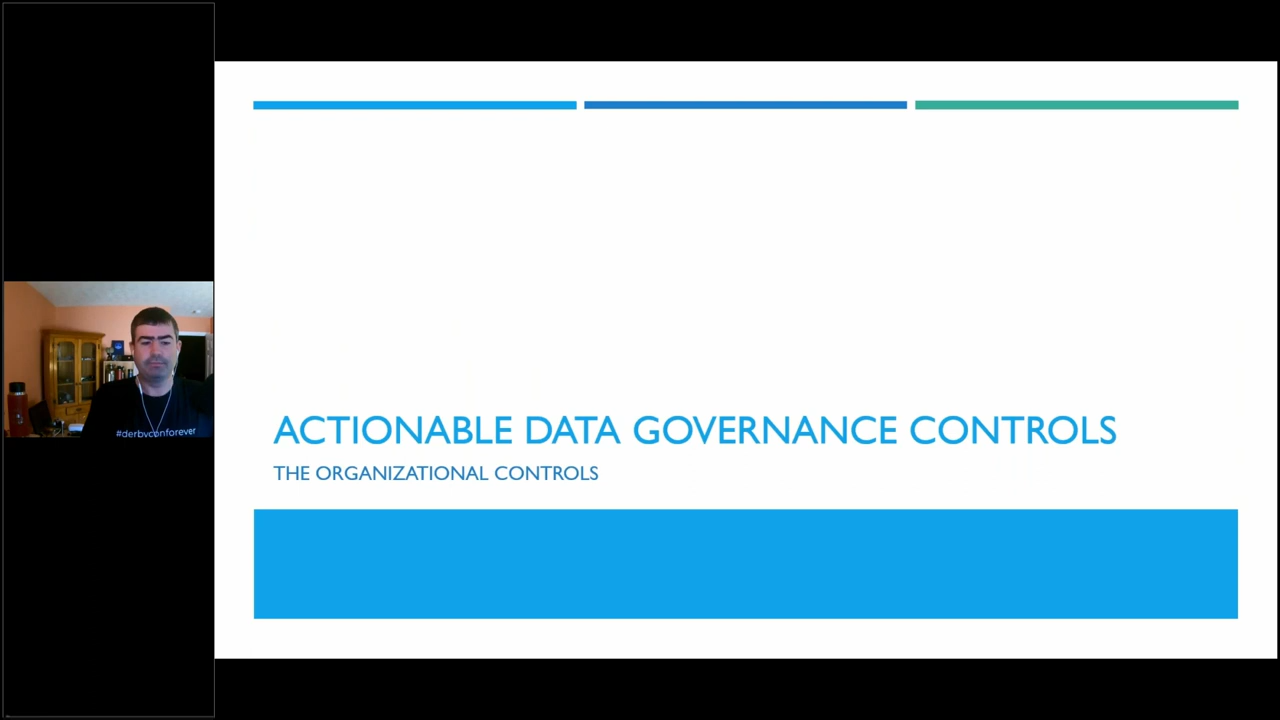 ACTIONABLE DATA GOVERNANCE CONTROLS
THE ORGANIZATIONAL CONTROLS
#derbyconforever